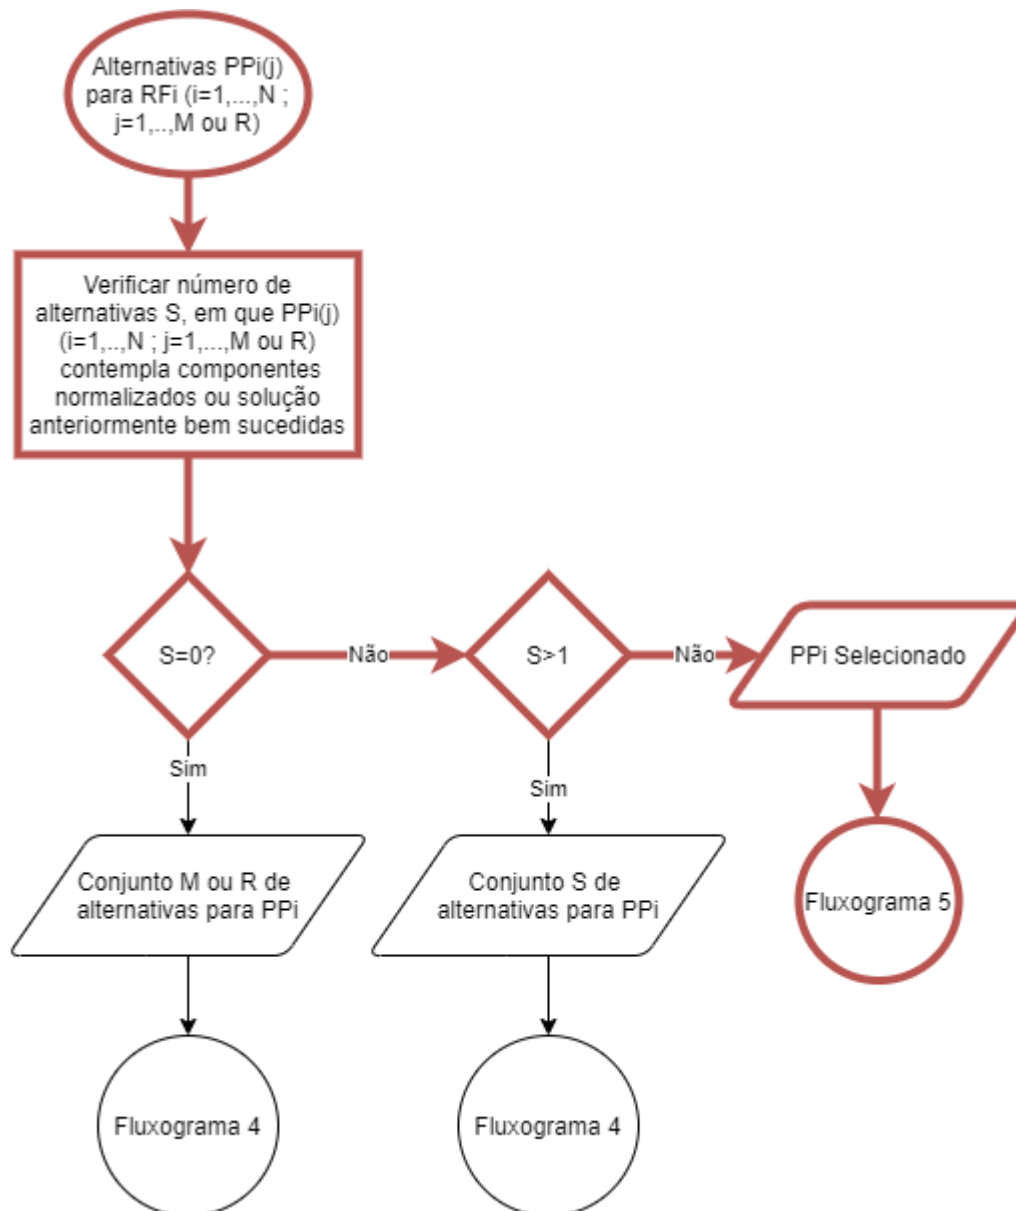 Alternativas PPi(j)
para RFi (i=1,...,N ;
j=1,..,M ou R)
Verificar número de
alternativas S, em que PPi(j)
(i=1,..,N ; j=1,...,M ou R)
contempla componentes
normalizados ou solução
anteriormente bem sucedidas
S=0?
Não
S>1
Não
PPi Selecionado
Sim
Sim
Conjunto M ou R de
alternativas para PPi
Conjunto S de
alternativas para PPi
Fluxograma 5
Fluxograma 4
Fluxograma 4